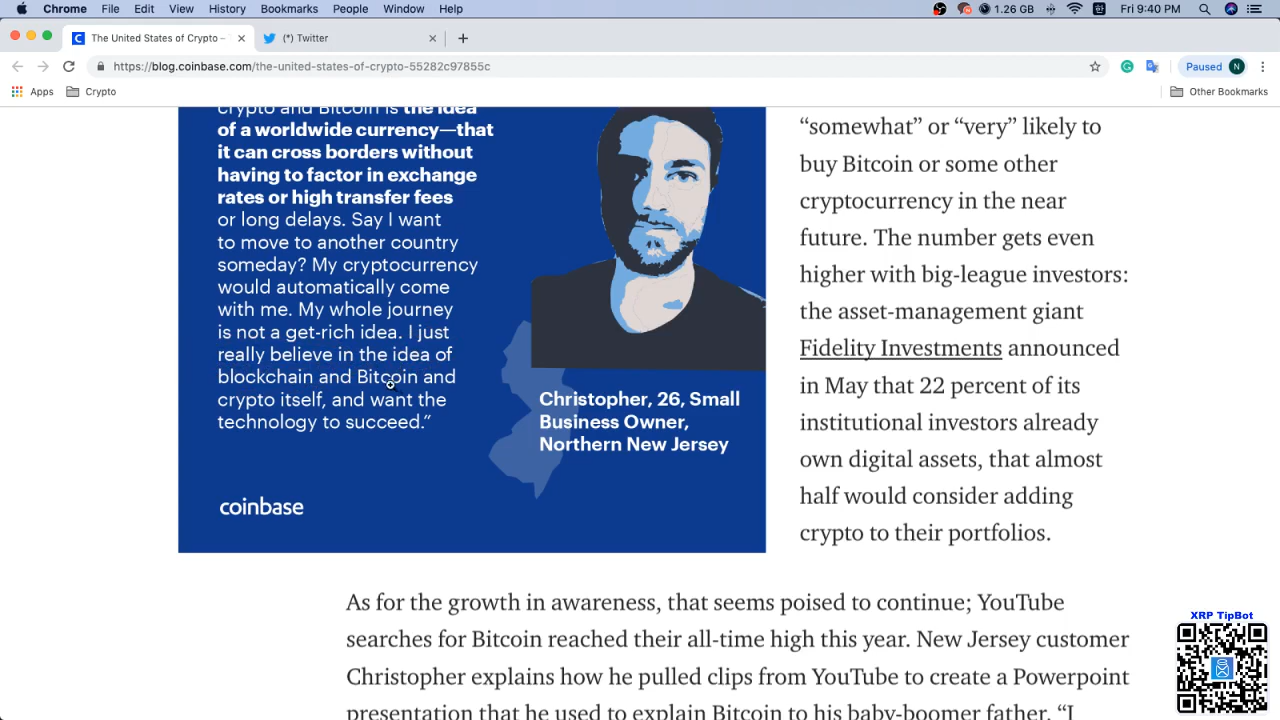 Chrome File Edit View History Bookmarks People Window Help 1.26 GB Fri 9:40 PM
The United States of Crypto – (*) Twitter
https://blog.coinbase.com/the-united-states-of-crypto-55282c97855c Paused N
Apps Crypto Other Bookmarks
crypto and Bitcoin is the idea
of a worldwide currency—that
it can cross borders without
having to factor in exchange
rates or high transfer fees
or long delays. Say I want
to move to another country
someday? My cryptocurrency
would automatically come
with me. My whole journey
is not a get-rich idea. I just
really believe in the idea of
blockchain and Bitcoin and
crypto itself, and want the
technology to succeed.”
Christopher, 26, Small
Business Owner,
Northern New Jersey
coinbase
“somewhat” or “very” likely to
buy Bitcoin or some other
cryptocurrency in the near
future. The number gets even
higher with big-league investors:
the asset-management giant
Fidelity Investments announced
in May that 22 percent of its
institutional investors already
own digital assets, that almost
half would consider adding
crypto to their portfolios.
As for the growth in awareness, that seems poised to continue; YouTube
searches for Bitcoin reached their all-time high this year. New Jersey customer
Christopher explains how he pulled clips from YouTube to create a Powerpoint
presentation that he used to explain Bitcoin to his baby-boomer father. “I
XRP TipBot